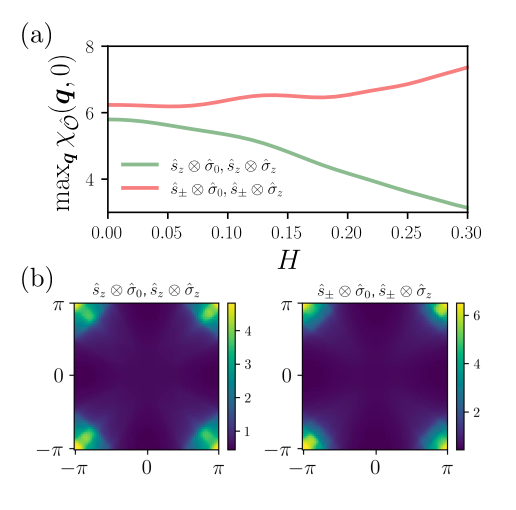 (a)
max_𝒒 χ_Ô(𝒒, 0)
8
6
4
ŝ_z ⊗ σ̂_0, ŝ_z ⊗ σ̂_z
ŝ_± ⊗ σ̂_0, ŝ_± ⊗ σ̂_z
0.00 0.05 0.10 0.15 0.20 0.25 0.30
H
(b)
ŝ_z ⊗ σ̂_0, ŝ_z ⊗ σ̂_z
π
0
−π
−π 0 π
4
3
2
1
ŝ_± ⊗ σ̂_0, ŝ_± ⊗ σ̂_z
π
0
−π
−π 0 π
6
4
2